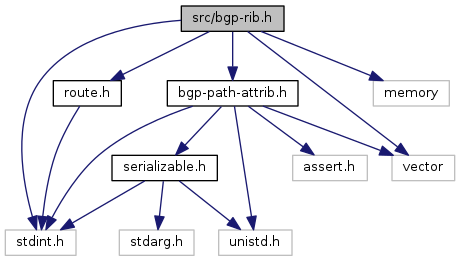 src/bgp-rib.h
route.h
bgp-path-attrib.h
memory
serializable.h
assert.h
vector
stdint.h
stdarg.h
unistd.h